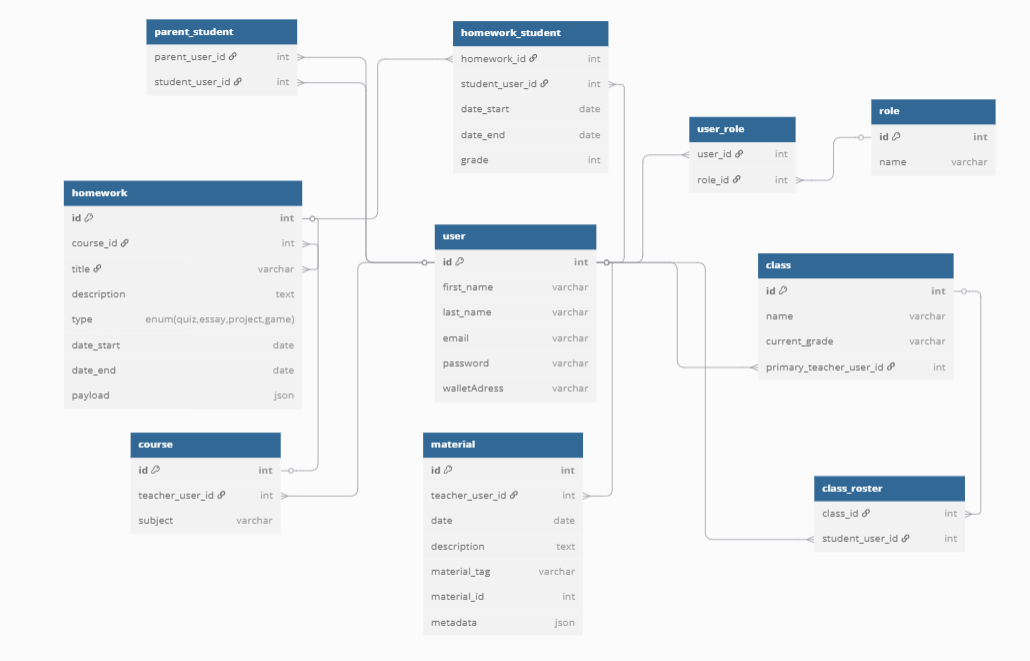 parent_student
parent_user_id int
student_user_id int
homework_student
homework_id int
student_user_id int
date_start date
date_end date
grade int
user_role
user_id int
role_id int
role
id int
name varchar
homework
id int
course_id int
title varchar
description text
type enum(quiz,essay,project,game)
date_start date
date_end date
payload json
user
id int
first_name varchar
last_name varchar
email varchar
password varchar
walletAdress varchar
class
id int
name varchar
current_grade varchar
primary_teacher_user_id int
course
id int
teacher_user_id int
subject varchar
material
id int
teacher_user_id int
date date
description text
material_tag varchar
material_id int
metadata json
class_roster
class_id int
student_user_id int